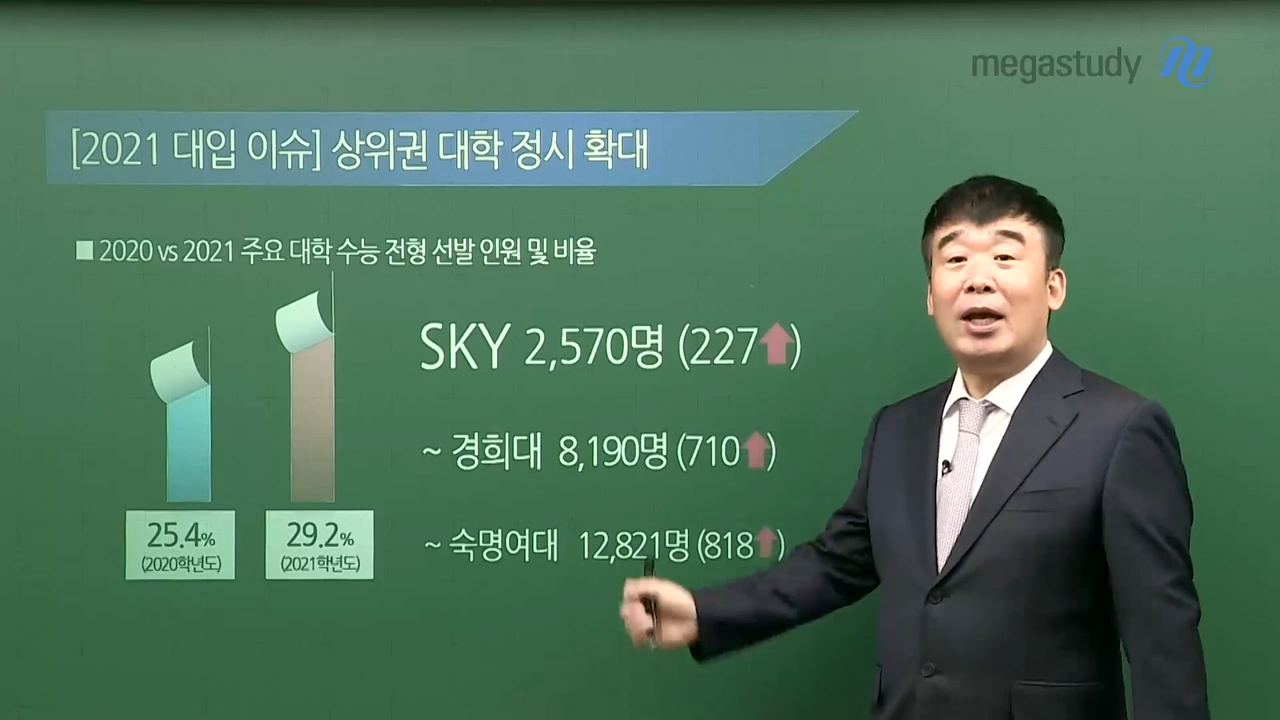 megastudy
[2021 대입 이슈] 상위권 대학 정시 확대
■ 2020 vs 2021 주요 대학 수능 전형 선발 인원 및 비율
SKY 2,570명 (227↑)
~ 경희대 8,190명 (710↑)
~ 숙명여대 12,821명 (818↑)
25.4% 29.2%
(2020학년도) (2021학년도)